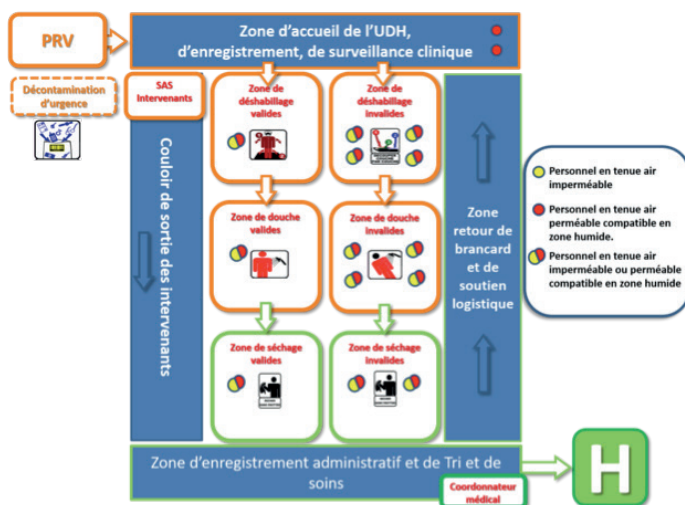 PRV
Zone d'accueil de l'UDH,
d'enregistrement, de surveillance clinique
Décontamination
d'urgence
SAS
Intervenants
Couloir de sortie des intervenants
Zone de
déshabillage
valides
Zone de
déshabillage
invalides
Zone de douche
valides
Zone de douche
invalides
Zone de séchage
valides
Zone de séchage
invalides
Zone
retour de
brancard
et de
soutien
logistique
Personnel en tenue air
imperméable
Personnel en tenue air
perméable compatible en
zone humide.
Personnel en tenue air
imperméable ou perméable
compatible en zone humide
Zone d'enregistrement administratif et de Tri et de
soins
Coordonnateur
médical
H